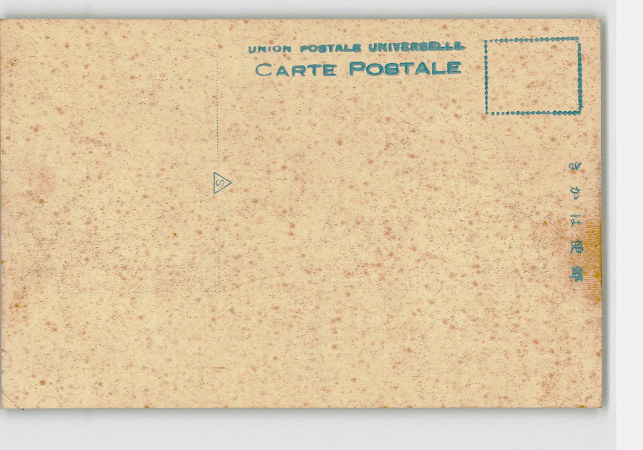 UNION POSTALE UNIVERSELLE
CARTE POSTALE
S
きかは便郵